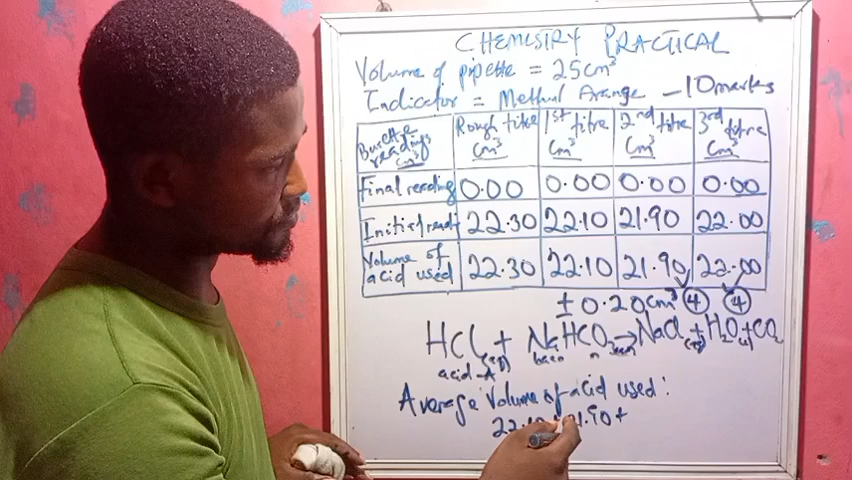 CHEMISTRY PRACTICAL
Volume of pipette = 25cm³
Indicator = Methyl Orange - 10marks
Burette readings cm³ Rough titre cm³ 1st titre cm³ 2nd titre cm³ 3rd titre cm³
Final reading 0.00 0.00 0.00 0.00
Initial readi 22.30 22.10 21.90 22.00
Volume of acid used 22.30 22.10 21.90 22.00
± 0.20cm³ 4 4
HCl(aq) + NaHCO3 → NaCl(aq) + H2O + CO2
acid-A base
Average Volume of acid used:
21.90 +